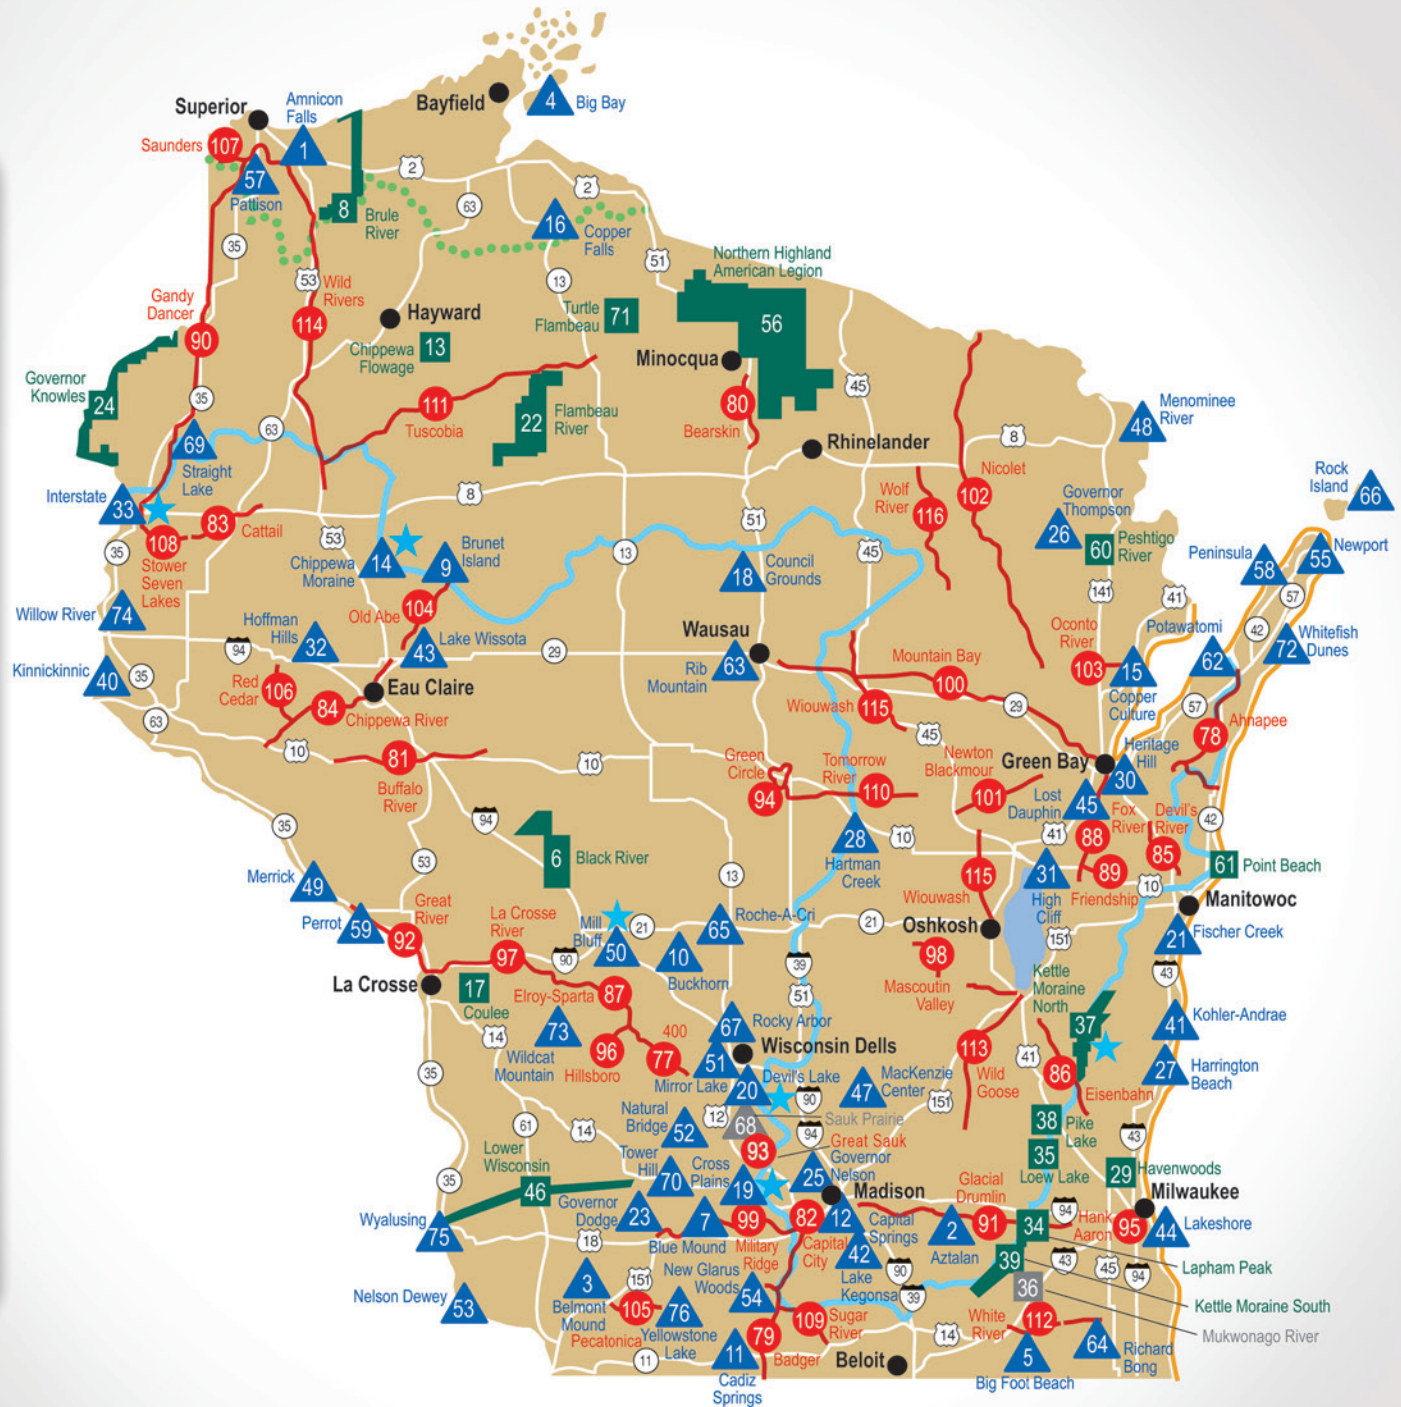 Superior
Amnicon
Falls
1
Bayfield
4
Big Bay
Saunders
107
57
Pattison
2
2
8
Brule
River
63
16
Copper
Falls
35
53
Wild
Rivers
114
13
51
Northern Highland
American Legion
56
Gandy
Dancer
90
Hayward
Chippewa
Flowage
13
Turtle
Flambeau
71
Minocqua
80
Bearskin
45
Governor
Knowles
24
35
63
111
Tuscobia
22
Flambeau
River
Rhinelander
8
Menominee
River
48
69
Straight
Lake
Interstate
33
83
Cattail
108
Stower
Seven
Lakes
35
8
53
Wolf
River
116
Nicolet
102
Governor
Thompson
26
60
Peshtigo
River
Rock
Island
66
51
13
45
Chippewa
Moraine
14
9
Brunet
Island
18
Council
Grounds
141
41
Peninsula
58
55
Newport
57
42
Willow River
74
Hoffman
Hills
32
Old Abe
104
43
Lake Wissota
94
29
Wausau
Rib
Mountain
63
Mountain Bay
100
Oconto
River
103
15
Copper
Culture
Potawatomi
62
72
Whitefish
Dunes
Kinnickinnic
40
35
63
Red
Cedar
106
84
Chippewa River
Eau Claire
Wiouwash
115
29
57
78
Ahnapee
10
81
Buffalo
River
10
45
Green
Circle
94
Tomorrow
River
110
Newton
Blackmour
101
Green Bay
Heritage
Hill
30
Lost
Dauphin
45
Fox
River
88
Devil's
River
85
42
35
94
6
Black River
53
13
28
Hartman
Creek
10
41
31
High
Cliff
89
Friendship
10
61
Point Beach
Manitowoc
Merrick
49
Perrot
59
Great
River
92
La Crosse
River
97
Mill
Bluff
50
21
90
10
Buckhorn
65
Roche-A-Cri
21
Wiouwash
115
Oshkosh
98
Mascoutin
Valley
151
21
Fischer Creek
43
La Crosse
17
Coulee
Elroy-Sparta
87
39
51
Kettle
Moraine
North
37
41
Kohler-Andrae
14
73
Wildcat
Mountain
96
Hillsboro
400
77
67
Rocky Arbor
Wisconsin Dells
51
Mirror Lake
20
Devil's Lake
90
47
MacKenzie
Center
113
Wild
Goose
41
86
Eisenbahn
27
Harrington
Beach
35
61
14
Natural
Bridge
52
12
68
Sauk Prairie
94
151
38
Pike
Lake
43
93
Great Sauk
Governor
Nelson
25
35
Loew Lake
29
Havenwoods
Milwaukee
Lower
Wisconsin
46
Tower
Hill
70
Cross
Plains
19
Madison
Glacial
Drumlin
91
94
34
Hank
Aaron
95
44
Lakeshore
35
Wyalusing
75
Governor
Dodge
23
7
Blue Mound
99
Military
Ridge
82
Capital
City
12
Capital
Springs
2
Aztalan
18
42
Lake
Kegonsa
90
39
39
43
36
45
94
Lapham Peak
Kettle Moraine South
Mukwonago River
Nelson Dewey
53
3
Belmont
Mound
151
105
Pecatonica
76
Yellowstone
Lake
New Glarus
Woods
54
109
Sugar
River
79
Badger
11
11
Cadiz
Springs
Beloit
14
White
River
112
5
Big Foot Beach
64
Richard
Bong